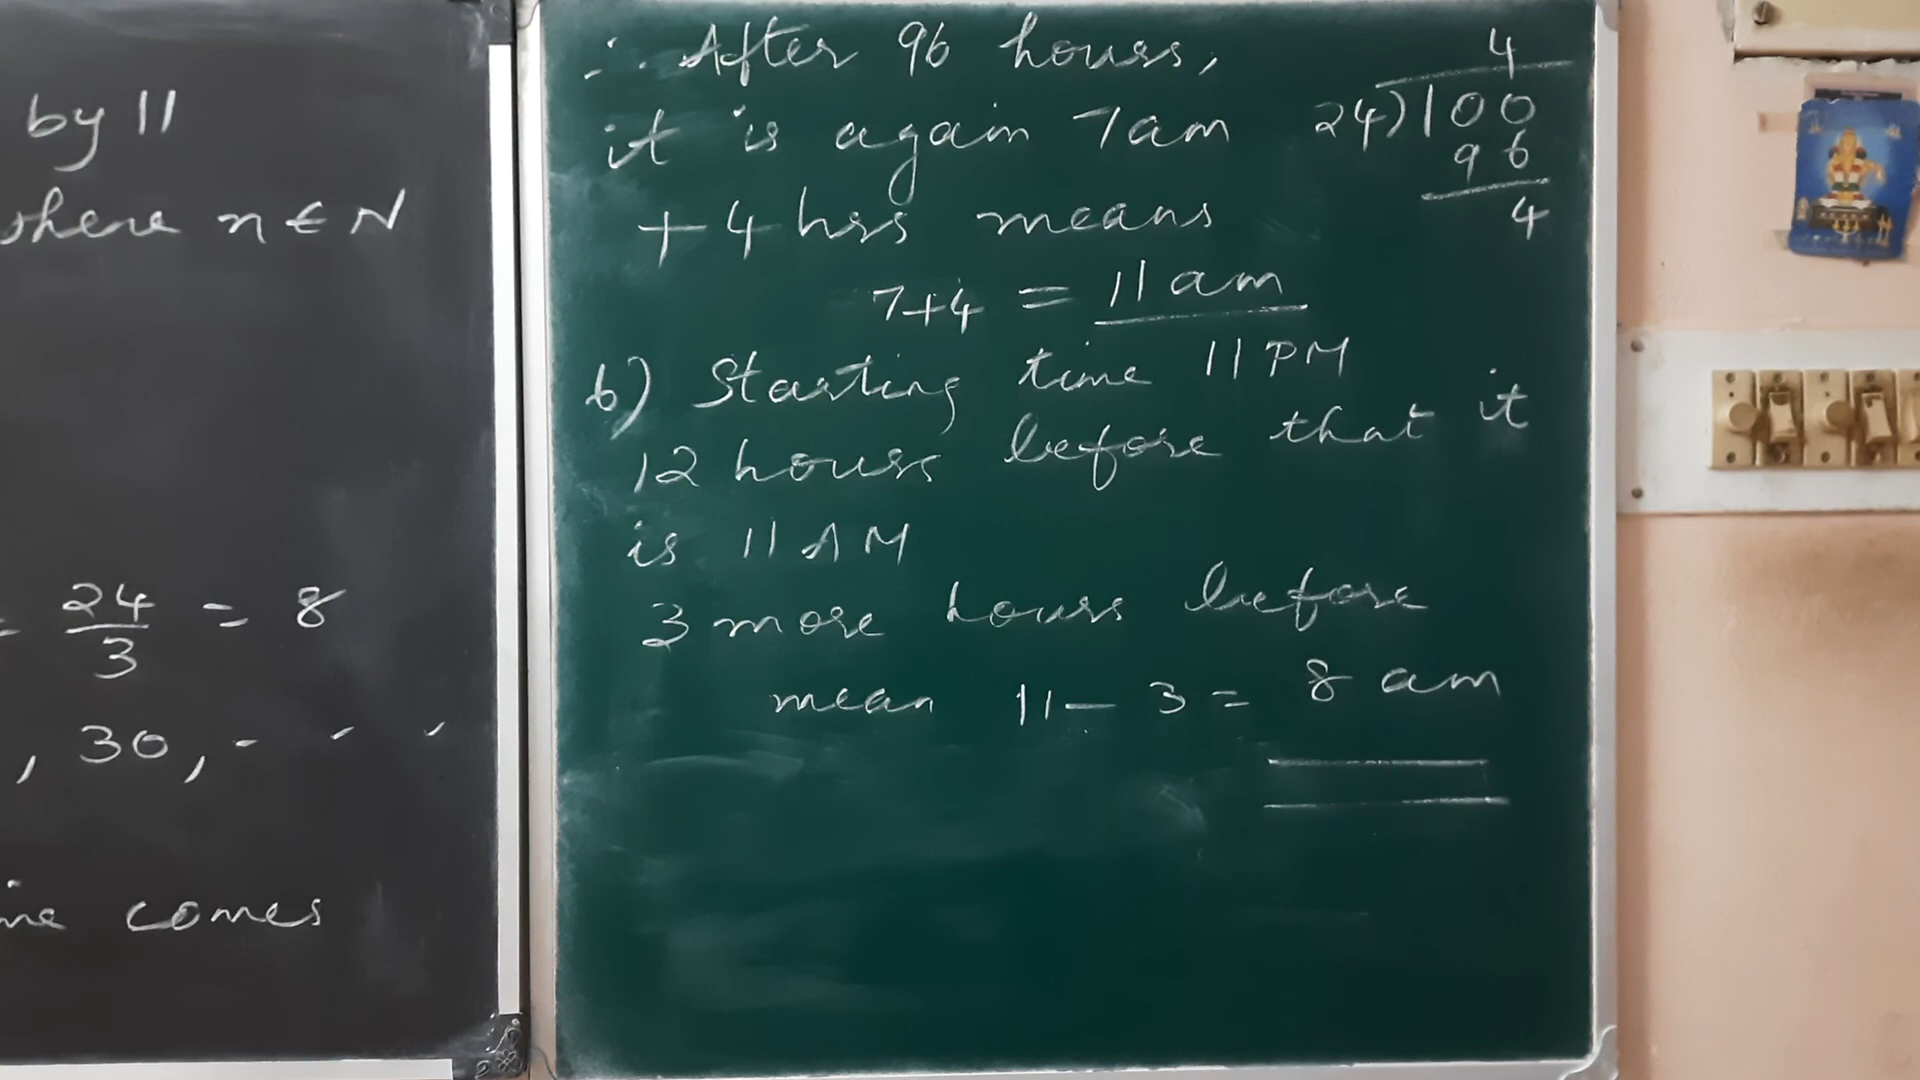 by 11
where n ∈ N
= 24/3 = 8
, 30, - - -
comes
∴ After 96 hours,
it is again 7am
+ 4 hrs means
7+4 = 11 am
4
24)100
96
4
b) Starting time 11 PM
12 hours before that it
is 11 AM
3 more hours before
mean 11 - 3 = 8 am